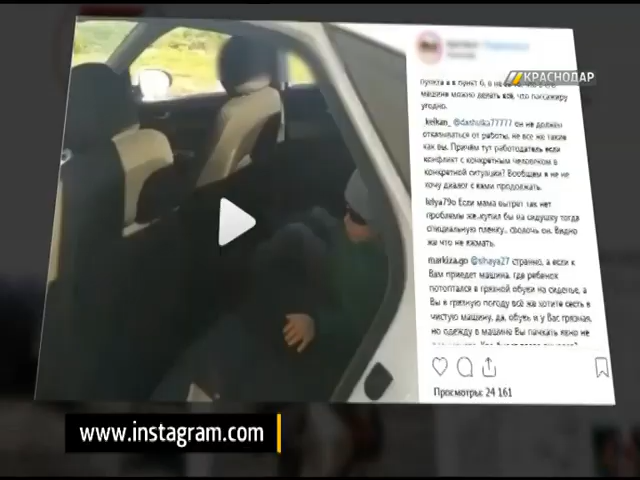 КРАСНОДАР
пункта а в пункт б, а не
машине можно делать всё, что пассажиру
угодно.
kelkan_ @dashulka77777 он не должен
отказываться от работы, не все же такие
как вы. Причём тут работодатель если
конфликт с конкретным человеком в
конкретной ситуации? Вообщем я не не
хочу диалог с вами продолжать.
lelya79o Если мама вытрет так нет
проблемы же..купил бы на сидушку тогда
специальную пленку.. сволочь он. Видно
же что не язмать.
markiza.go @sihaya27 странно, а если к
Вам приедет машина, где ребенок
потоптался в грязной обуви на сиденье, а
Вы в грязную погоду всё же хотите сесть в
чистую машину, да, обувь и у Вас грязная,
но одежду в машине Вы пачкать явно не
Просмотры: 24 161
www.instagram.com